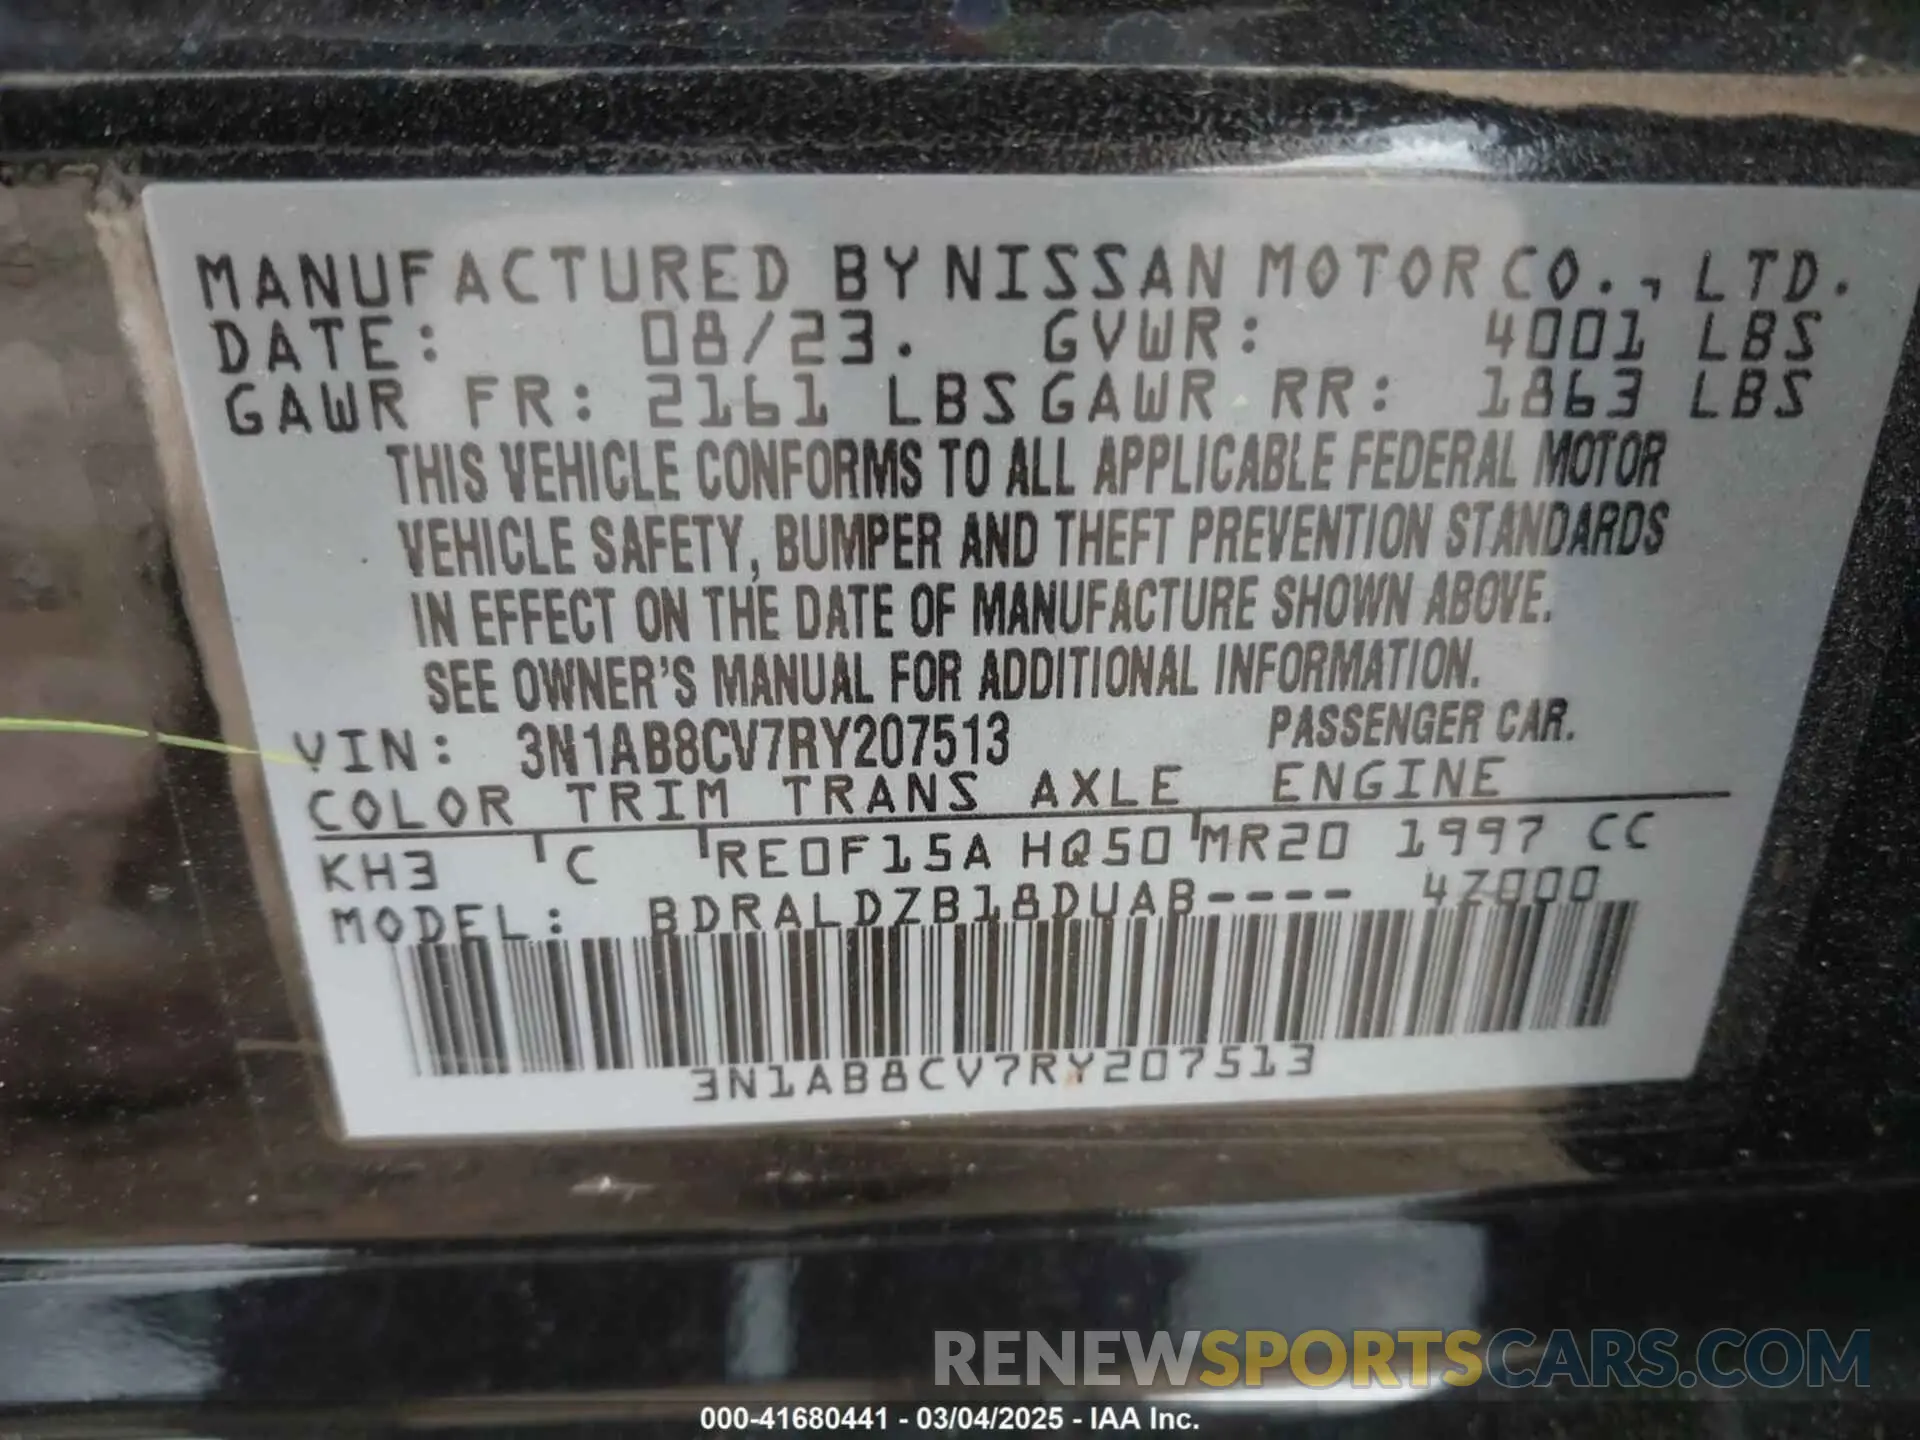 MANUFACTURED BY NISSAN MOTOR CO., LTD.
DATE: 08/23. GVWR: 4001 LBS
GAWR FR: 2161 LBS GAWR RR: 1863 LBS
THIS VEHICLE CONFORMS TO ALL APPLICABLE FEDERAL MOTOR
VEHICLE SAFETY, BUMPER AND THEFT PREVENTION STANDARDS
IN EFFECT ON THE DATE OF MANUFACTURE SHOWN ABOVE.
SEE OWNER'S MANUAL FOR ADDITIONAL INFORMATION.
VIN: 3N1AB8CV7RY207513 PASSENGER CAR.
COLOR TRIM TRANS AXLE ENGINE
KH3 C RE0F15A HQ50 MR20 1997 CC
MODEL: BDRALDZB18DUAB---- 4Z000
3N1AB8CV7RY207513
RENEWSPORTSCARS.COM
000-41680441 - 03/04/2025 - IAA Inc.